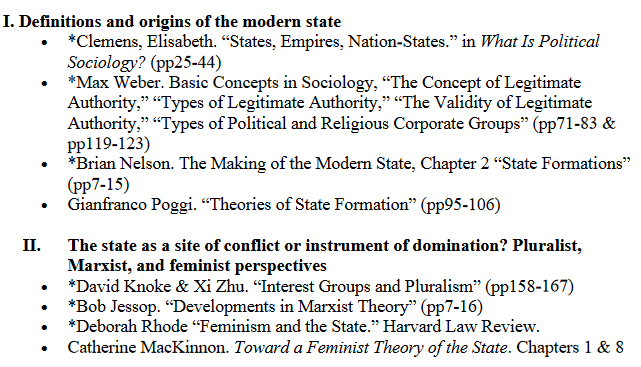 I. Definitions and origins of the modern state
• *Clemens, Elisabeth. “States, Empires, Nation-States.” in What Is Political
Sociology? (pp25-44)
• *Max Weber. Basic Concepts in Sociology, “The Concept of Legitimate
Authority,” “Types of Legitimate Authority,” “The Validity of Legitimate
Authority,” “Types of Political and Religious Corporate Groups” (pp71-83 &
pp119-123)
• *Brian Nelson. The Making of the Modern State, Chapter 2 “State Formations”
(pp7-15)
• Gianfranco Poggi. “Theories of State Formation” (pp95-106)
II. The state as a site of conflict or instrument of domination? Pluralist,
Marxist, and feminist perspectives
• *David Knoke & Xi Zhu. “Interest Groups and Pluralism” (pp158-167)
• *Bob Jessop. “Developments in Marxist Theory” (pp7-16)
• *Deborah Rhode “Feminism and the State.” Harvard Law Review.
• Catherine MacKinnon. Toward a Feminist Theory of the State. Chapters 1 & 8